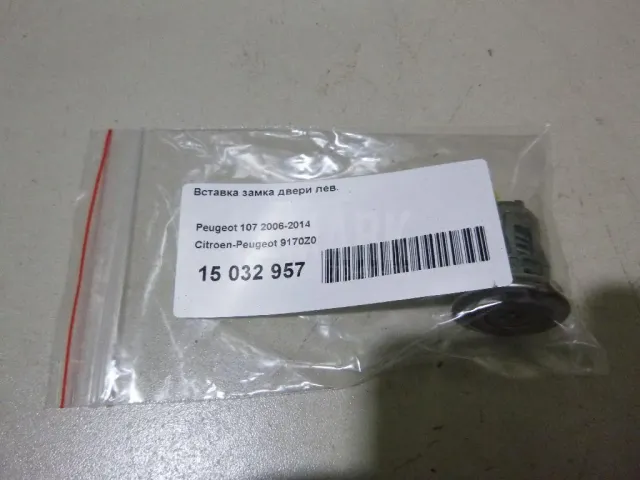 Вставка замка двери лев.
Peugeot 107 2006-2014
Citroen-Peugeot 9170Z0
15 032 957